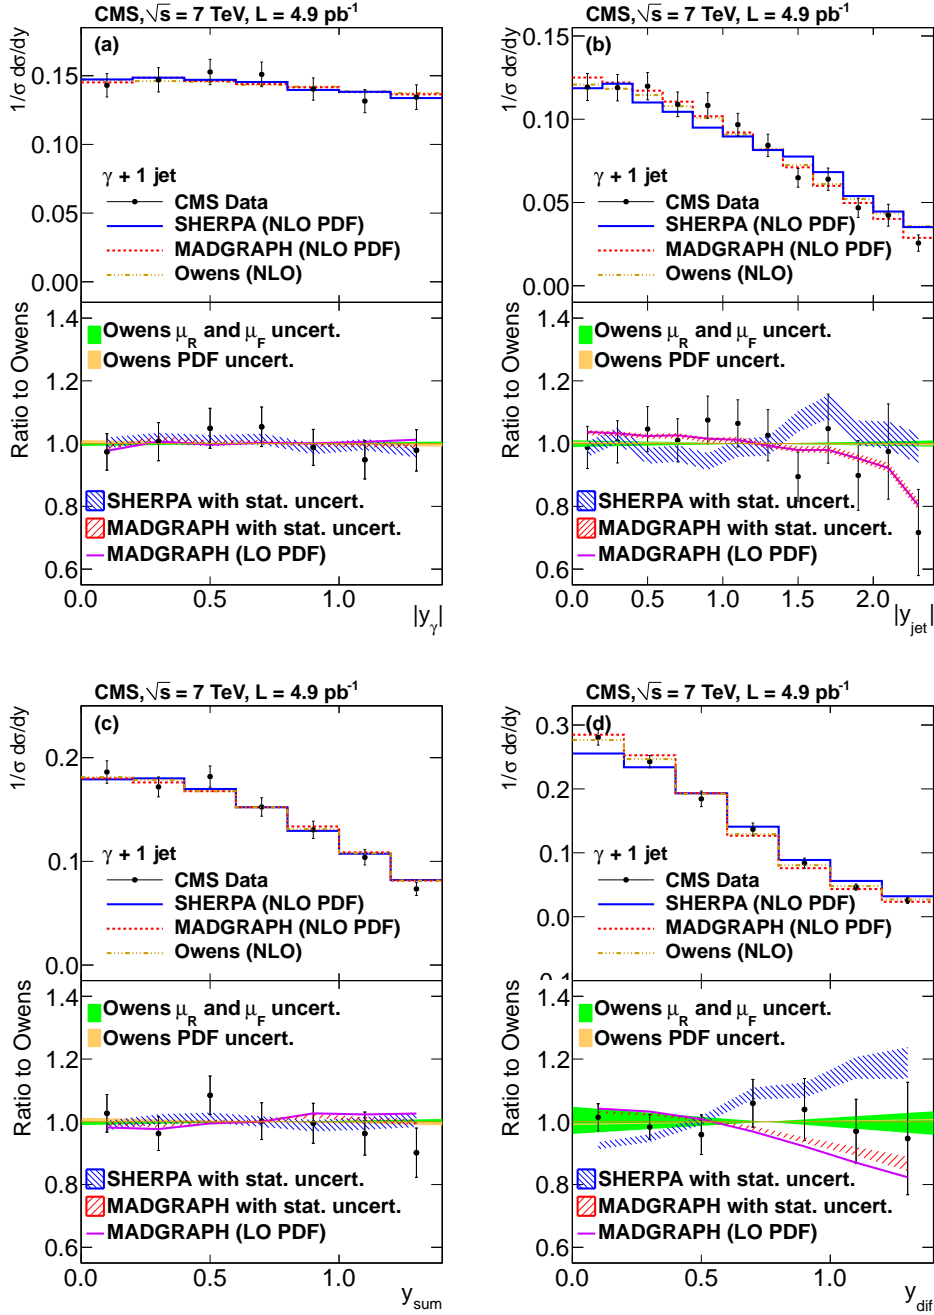 CMS, √s = 7 TeV, L = 4.9 pb⁻¹
(a)
1/σ dσ/dy
0.15
0.10
0.05
0.00
γ + 1 jet
CMS Data
SHERPA (NLO PDF)
MADGRAPH (NLO PDF)
Owens (NLO)
Ratio to Owens
1.4
1.2
1.0
0.8
0.6
Owens μ_R and μ_F uncert.
Owens PDF uncert.
SHERPA with stat. uncert.
MADGRAPH with stat. uncert.
MADGRAPH (LO PDF)
0.0 0.5 1.0
|y_γ|
CMS, √s = 7 TeV, L = 4.9 pb⁻¹
(b)
1/σ dσ/dy
0.15
0.10
0.05
0.00
γ + 1 jet
CMS Data
SHERPA (NLO PDF)
MADGRAPH (NLO PDF)
Owens (NLO)
Ratio to Owens
1.4
1.2
1.0
0.8
0.6
Owens μ_R and μ_F uncert.
Owens PDF uncert.
SHERPA with stat. uncert.
MADGRAPH with stat. uncert.
MADGRAPH (LO PDF)
0.0 0.5 1.0 1.5 2.0
|y_jet|
CMS, √s = 7 TeV, L = 4.9 pb⁻¹
(c)
1/σ dσ/dy
0.2
0.1
0.0
γ + 1 jet
CMS Data
SHERPA (NLO PDF)
MADGRAPH (NLO PDF)
Owens (NLO)
Ratio to Owens
1.4
1.2
1.0
0.8
0.6
Owens μ_R and μ_F uncert.
Owens PDF uncert.
SHERPA with stat. uncert.
MADGRAPH with stat. uncert.
MADGRAPH (LO PDF)
0.0 0.5 1.0
y_sum
CMS, √s = 7 TeV, L = 4.9 pb⁻¹
(d)
1/σ dσ/dy
0.3
0.2
0.1
0.0
γ + 1 jet
CMS Data
SHERPA (NLO PDF)
MADGRAPH (NLO PDF)
Owens (NLO)
Ratio to Owens
1.4
1.2
1.0
0.8
0.6
Owens μ_R and μ_F uncert.
Owens PDF uncert.
SHERPA with stat. uncert.
MADGRAPH with stat. uncert.
MADGRAPH (LO PDF)
0.0 0.5 1.0
y_dif